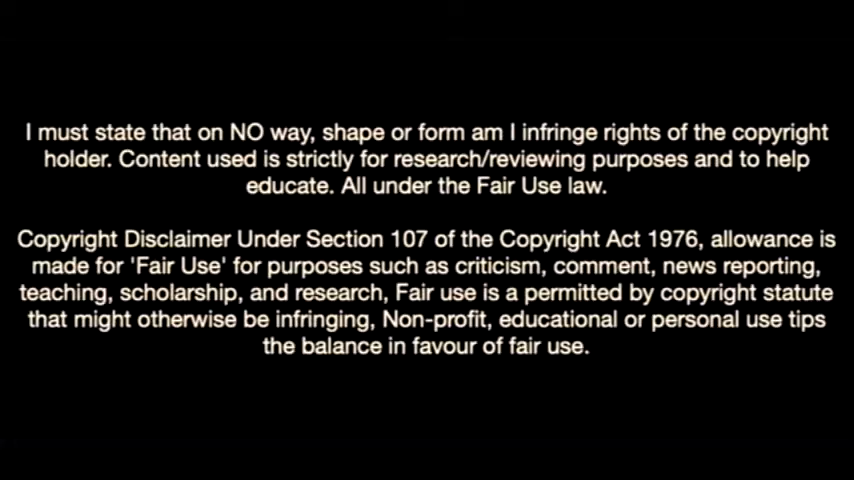 I must state that on NO way, shape or form am I infringe rights of the copyright
holder. Content used is strictly for research/reviewing purposes and to help
educate. All under the Fair Use law.
Copyright Disclaimer Under Section 107 of the Copyright Act 1976, allowance is
made for 'Fair Use' for purposes such as criticism, comment, news reporting,
teaching, scholarship, and research, Fair use is a permitted by copyright statute
that might otherwise be infringing, Non-profit, educational or personal use tips
the balance in favour of fair use.